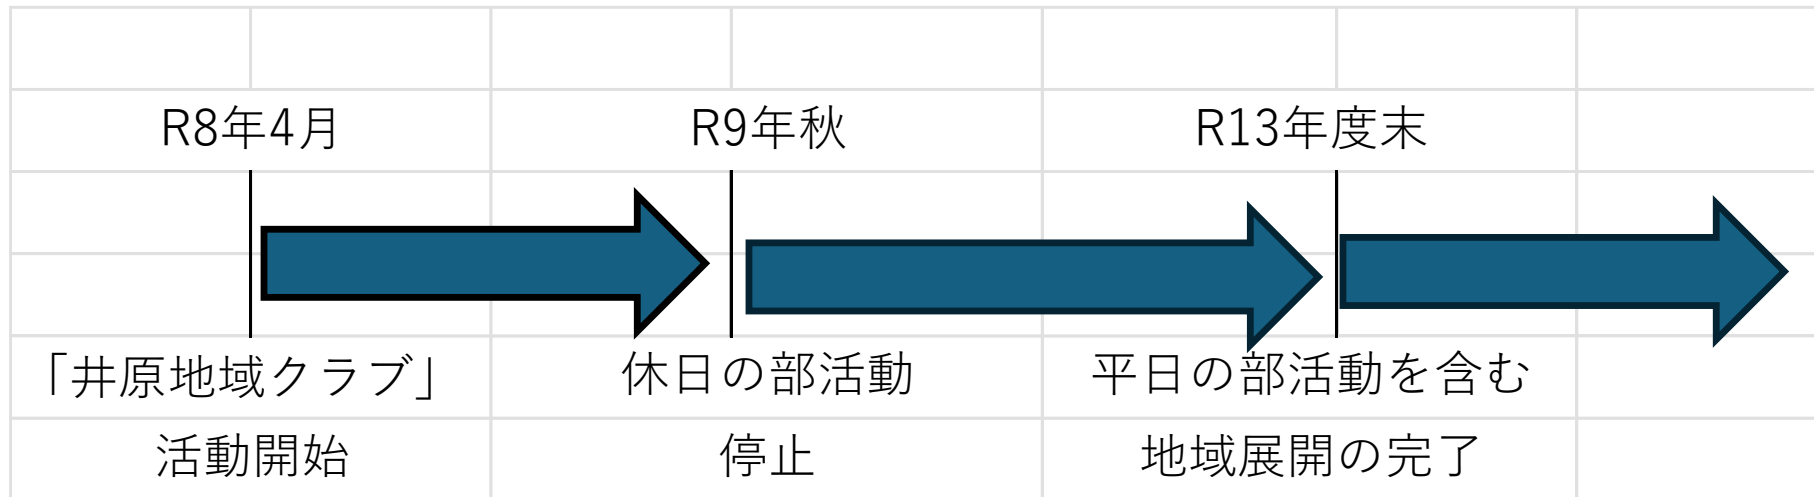 R8年4月
R9年秋
R13年度末
「井原地域クラブ」
休日の部活動
平日の部活動を含む
活動開始
停止
地域展開の完了